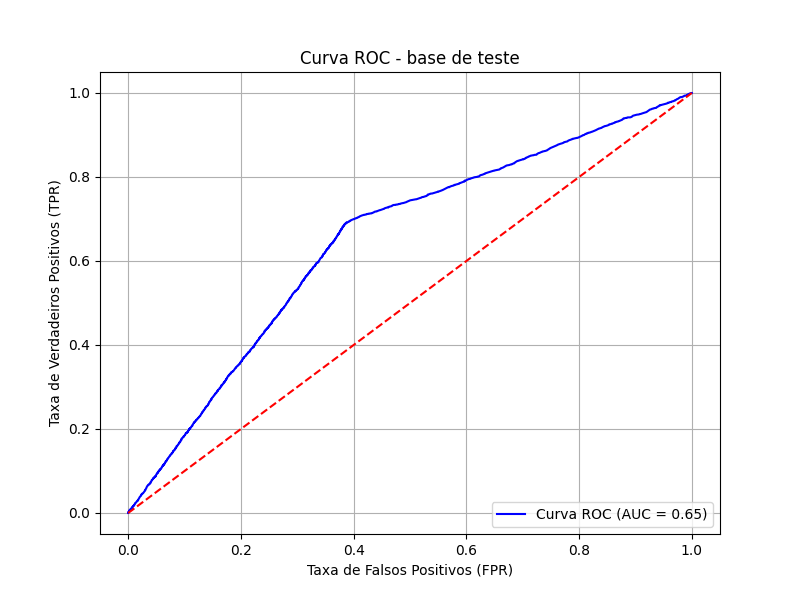 Curva ROC - base de teste
Taxa de Verdadeiros Positivos (TPR)
1.0
0.8
0.6
0.4
0.2
0.0
Curva ROC (AUC = 0.65)
0.0 0.2 0.4 0.6 0.8 1.0
Taxa de Falsos Positivos (FPR)